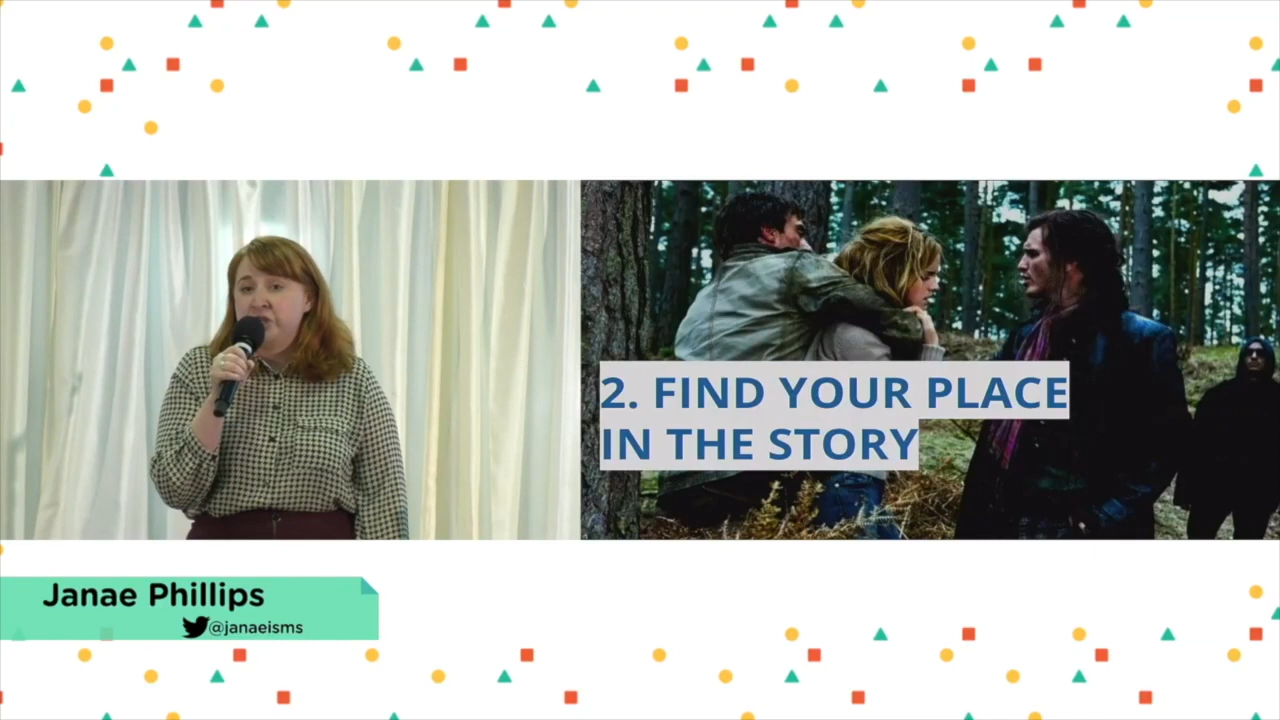 2. FIND YOUR PLACE
IN THE STORY
Janae Phillips
@janaeisms